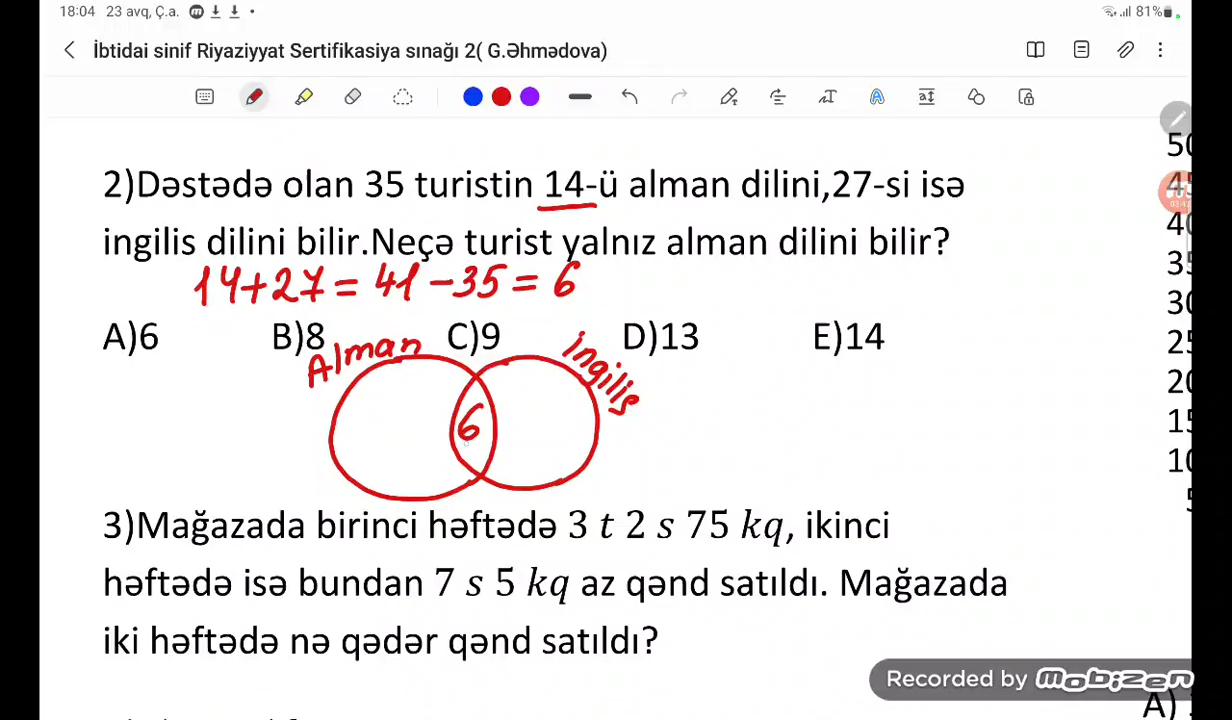 18:04 23 avq, Ç.a. 81%
İbtidai sinif Riyaziyyat Sertifikasiya sınağı 2( G.Əhmədova)
2)Dəstədə olan 35 turistin 14-ü alman dilini,27-si isə
ingilis dilini bilir.Neçə turist yalnız alman dilini bilir?
14+27=41-35=6
A)6 B)8 C)9 D)13 E)14
Alman ingilis
6
3)Mağazada birinci həftədə 3 t 2 s 75 kq, ikinci
həftədə isə bundan 7 s 5 kq az qənd satıldı. Mağazada
iki həftədə nə qədər qənd satıldı?
Recorded by mobizen
A)